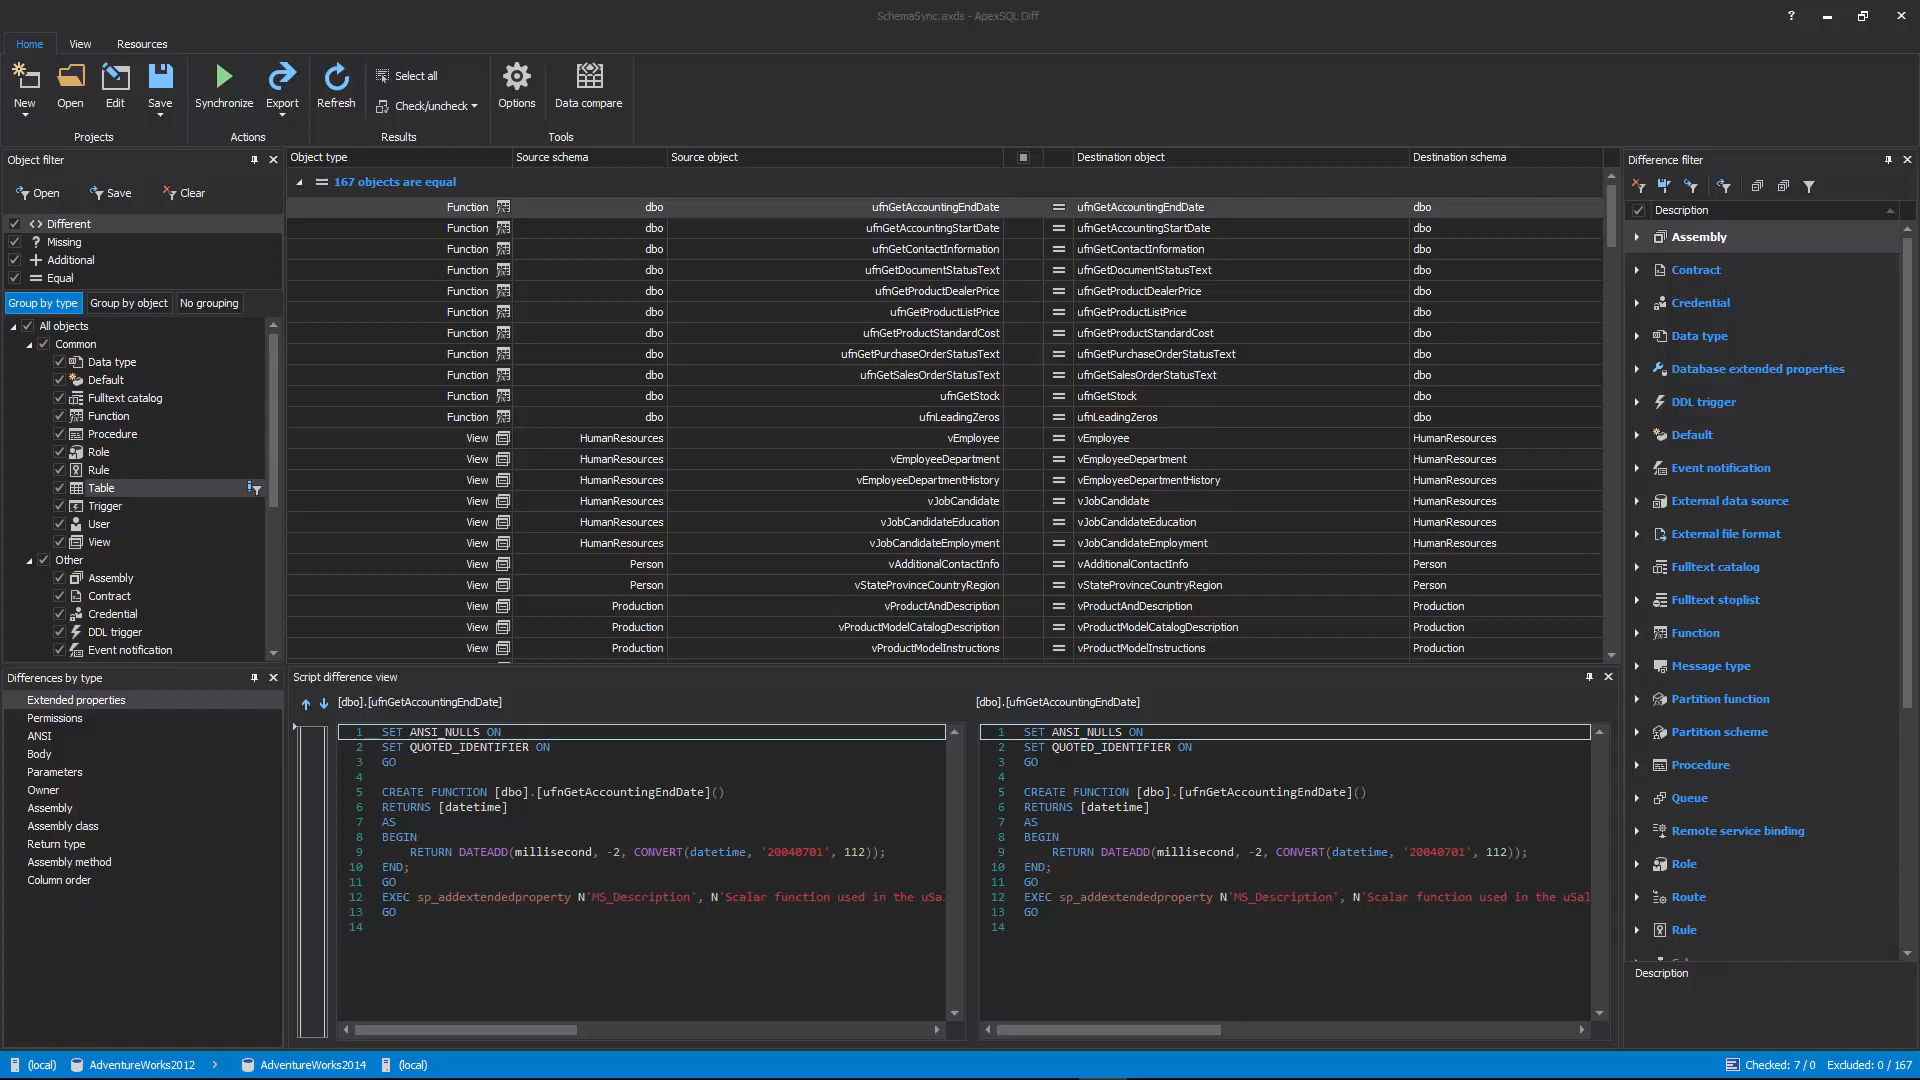 SchemaSync.axds - ApexSQL Diff
?
Home View Resources
New Open Edit Save Synchronize Export Refresh Select all Check/uncheck Options Data compare
Projects Actions Results Tools
Object filter
Open Save Clear
Different
Missing
Additional
Equal
Group by type Group by object No grouping
All objects
Common
Data type
Default
Fulltext catalog
Function
Procedure
Role
Rule
Table
Trigger
User
View
Other
Assembly
Contract
Credential
DDL trigger
Event notification
Object type Source schema Source object Destination object Destination schema
167 objects are equal
Function dbo ufnGetAccountingEndDate ufnGetAccountingEndDate dbo
Function dbo ufnGetAccountingStartDate ufnGetAccountingStartDate dbo
Function dbo ufnGetContactInformation ufnGetContactInformation dbo
Function dbo ufnGetDocumentStatusText ufnGetDocumentStatusText dbo
Function dbo ufnGetProductDealerPrice ufnGetProductDealerPrice dbo
Function dbo ufnGetProductListPrice ufnGetProductListPrice dbo
Function dbo ufnGetProductStandardCost ufnGetProductStandardCost dbo
Function dbo ufnGetPurchaseOrderStatusText ufnGetPurchaseOrderStatusText dbo
Function dbo ufnGetSalesOrderStatusText ufnGetSalesOrderStatusText dbo
Function dbo ufnGetStock ufnGetStock dbo
Function dbo ufnLeadingZeros ufnLeadingZeros dbo
View HumanResources vEmployee vEmployee HumanResources
View HumanResources vEmployeeDepartment vEmployeeDepartment HumanResources
View HumanResources vEmployeeDepartmentHistory vEmployeeDepartmentHistory HumanResources
View HumanResources vJobCandidate vJobCandidate HumanResources
View HumanResources vJobCandidateEducation vJobCandidateEducation HumanResources
View HumanResources vJobCandidateEmployment vJobCandidateEmployment HumanResources
View Person vAdditionalContactInfo vAdditionalContactInfo Person
View Person vStateProvinceCountryRegion vStateProvinceCountryRegion Person
View Production vProductAndDescription vProductAndDescription Production
View Production vProductModelCatalogDescription vProductModelCatalogDescription Production
View Production vProductModelInstructions vProductModelInstructions Production
Difference filter
Description
Assembly
Contract
Credential
Data type
Database extended properties
DDL trigger
Default
Event notification
External data source
External file format
Fulltext catalog
Fulltext stoplist
Function
Message type
Partition function
Partition scheme
Procedure
Queue
Remote service binding
Role
Route
Rule
Description
Differences by type
Extended properties
Permissions
ANSI
Body
Parameters
Owner
Assembly
Assembly class
Return type
Assembly method
Column order
Script difference view
[dbo].[ufnGetAccountingEndDate]
1 SET ANSI_NULLS ON
2 SET QUOTED_IDENTIFIER ON
3 GO
4
5 CREATE FUNCTION [dbo].[ufnGetAccountingEndDate]()
6 RETURNS [datetime]
7 AS
8 BEGIN
9 RETURN DATEADD(millisecond, -2, CONVERT(datetime, '20040701', 112));
10 END;
11 GO
12 EXEC sp_addextendedproperty N'MS_Description', N'Scalar function used in the uSa
13 GO
14
[dbo].[ufnGetAccountingEndDate]
1 SET ANSI_NULLS ON
2 SET QUOTED_IDENTIFIER ON
3 GO
4
5 CREATE FUNCTION [dbo].[ufnGetAccountingEndDate]()
6 RETURNS [datetime]
7 AS
8 BEGIN
9 RETURN DATEADD(millisecond, -2, CONVERT(datetime, '20040701', 112));
10 END;
11 GO
12 EXEC sp_addextendedproperty N'MS_Description', N'Scalar function used in the uSal
13 GO
14
(local) AdventureWorks2012 > AdventureWorks2014 (local) Checked: 7 / 0 Excluded: 0 / 167